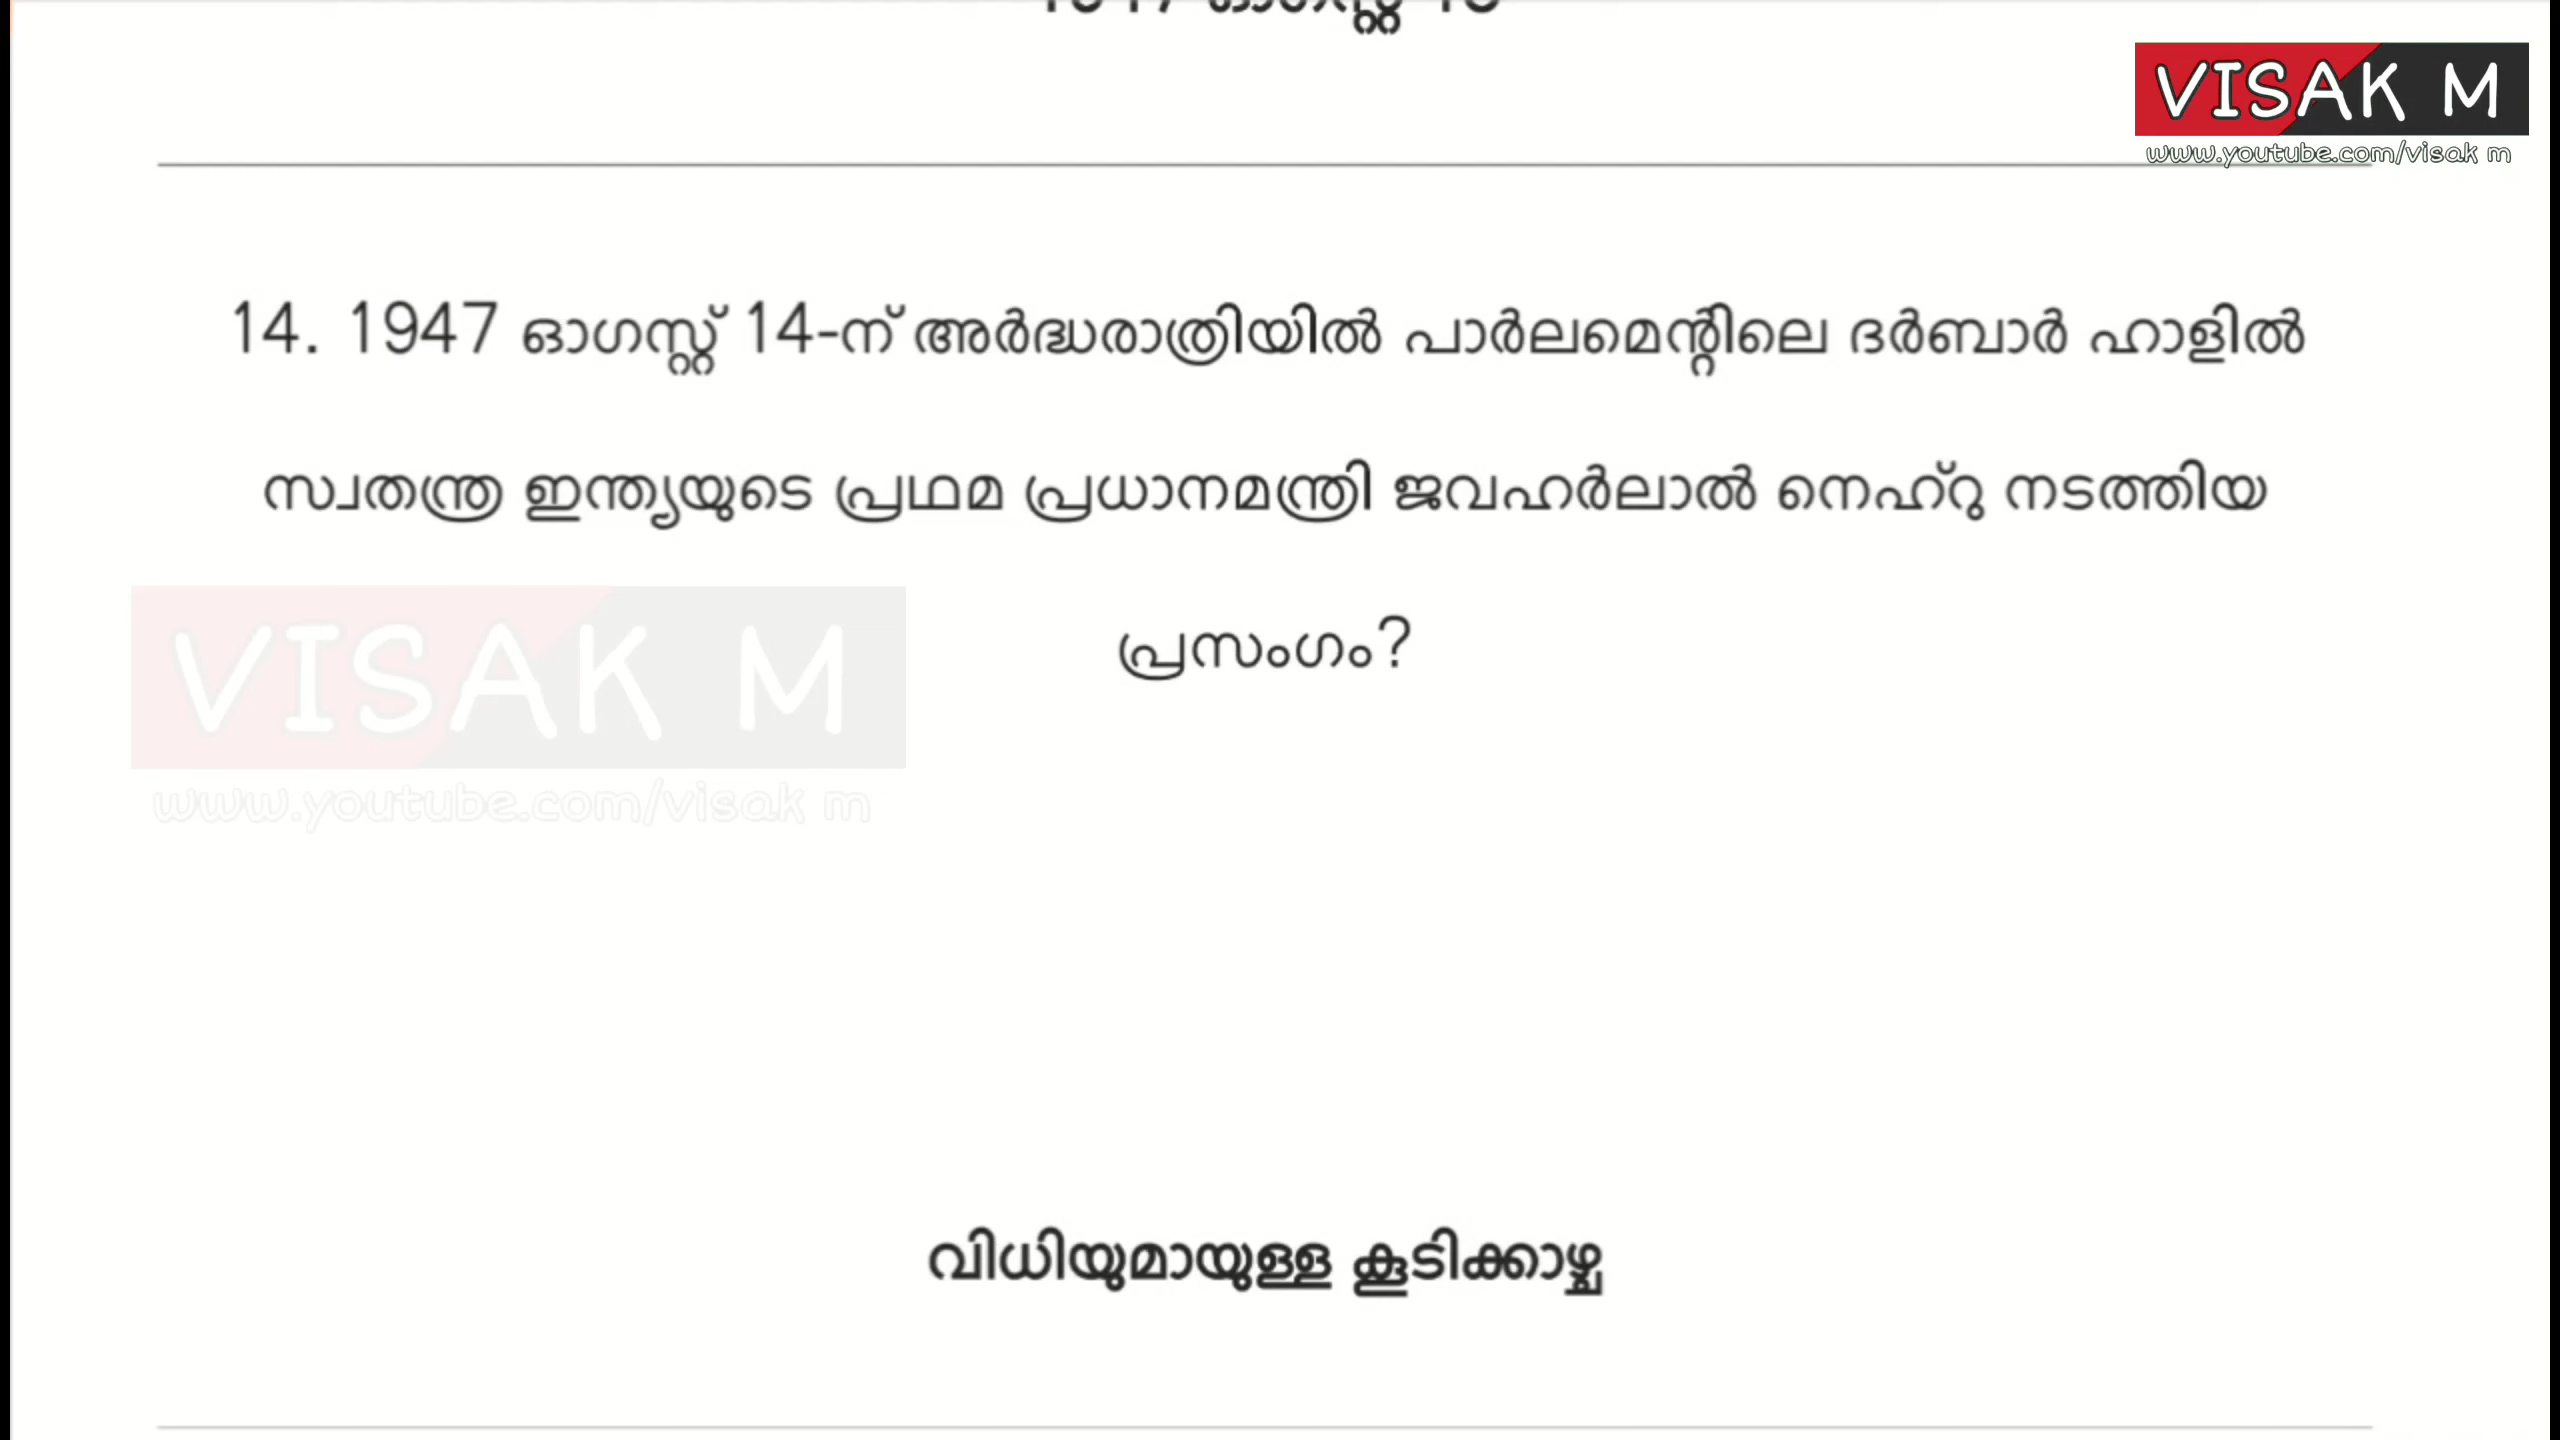 VISAK M
www.youtube.com/visak m
14. 1947 ഓഗസ്റ്റ് 14-ന് അർദ്ധരാത്രിയിൽ പാർലമെന്റിലെ ദർബാർ ഹാളിൽ
സ്വതന്ത്ര ഇന്ത്യയുടെ പ്രഥമ പ്രധാനമന്ത്രി ജവഹർലാൽ നെഹ്റു നടത്തിയ
പ്രസംഗം?
VISAK M
www.youtube.com/visak m
വിധിയുമായുള്ള കൂടിക്കാഴ്ച